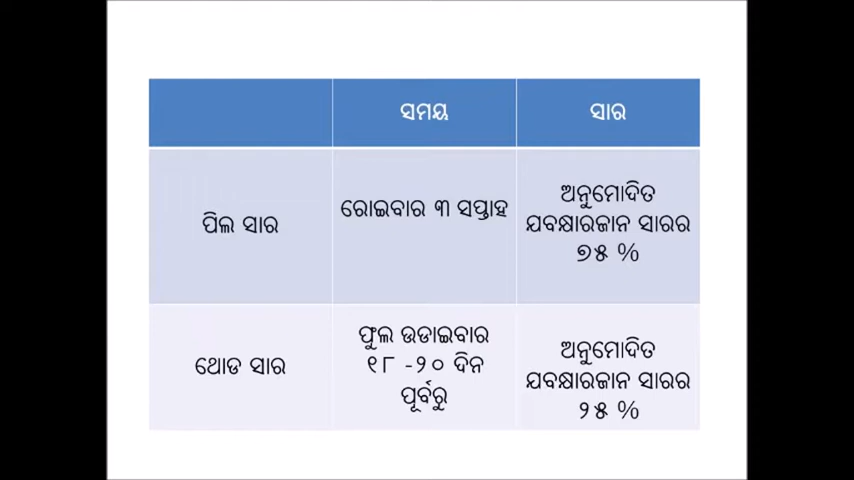 ସମୟ
ସାର
ପିଲ ସାର
ରୋଇବାର ୩ ସପ୍ତାହ
ଅନୁମୋଦିତ
ଯବକ୍ଷାରଜାନ ସାରର
୭୫ %
ଥୋଡ ସାର
ଫୁଲ ଉଡାଇବାର
୧୮ -୨୦ ଦିନ
ପୂର୍ବରୁ
ଅନୁମୋଦିତ
ଯବକ୍ଷାରଜାନ ସାରର
୨୫ %